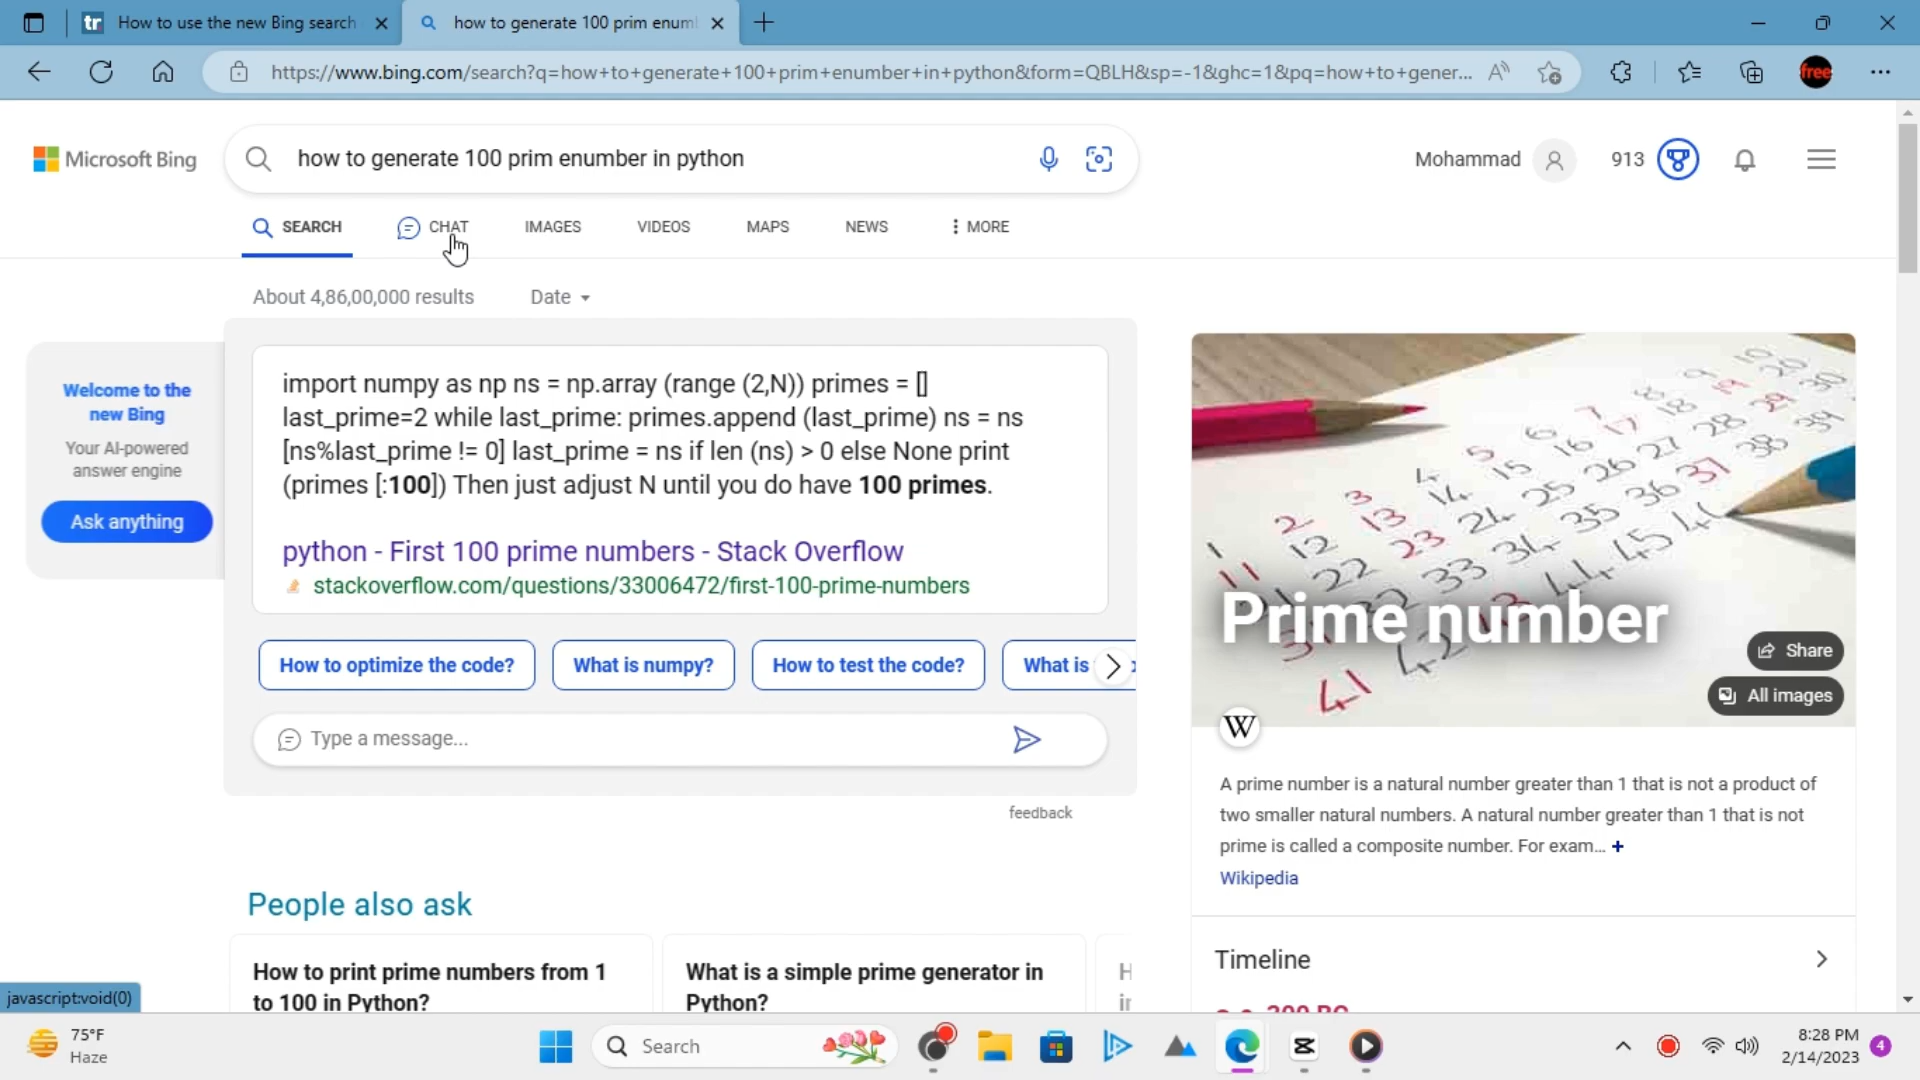 tr How to use the new Bing search
how to generate 100 prim enum
https://www.bing.com/search?q=how+to+generate+100+prim+enumber+in+python&form=QBLH&sp=-1&ghc=1&pq=how+to+gener...
free
Microsoft Bing
how to generate 100 prim enumber in python
Mohammad
913
SEARCH
CHAT
IMAGES
VIDEOS
MAPS
NEWS
MORE
About 4,86,00,000 results
Date
Welcome to the
new Bing
Your AI-powered
answer engine
Ask anything
import numpy as np ns = np.array (range (2,N)) primes = []
last_prime=2 while last_prime: primes.append (last_prime) ns = ns
[ns%last_prime != 0] last_prime = ns if len (ns) > 0 else None print
(primes [:100]) Then just adjust N until you do have 100 primes.
python - First 100 prime numbers - Stack Overflow
stackoverflow.com/questions/33006472/first-100-prime-numbers
How to optimize the code?
What is numpy?
How to test the code?
What is
Type a message...
feedback
People also ask
How to print prime numbers from 1
to 100 in Python?
What is a simple prime generator in
Python?
Prime number
Share
All images
W
A prime number is a natural number greater than 1 that is not a product of
two smaller natural numbers. A natural number greater than 1 that is not
prime is called a composite number. For exam... +
Wikipedia
Timeline
javascript:void(0)
75°F
Haze
Search
8:28 PM
2/14/2023
4